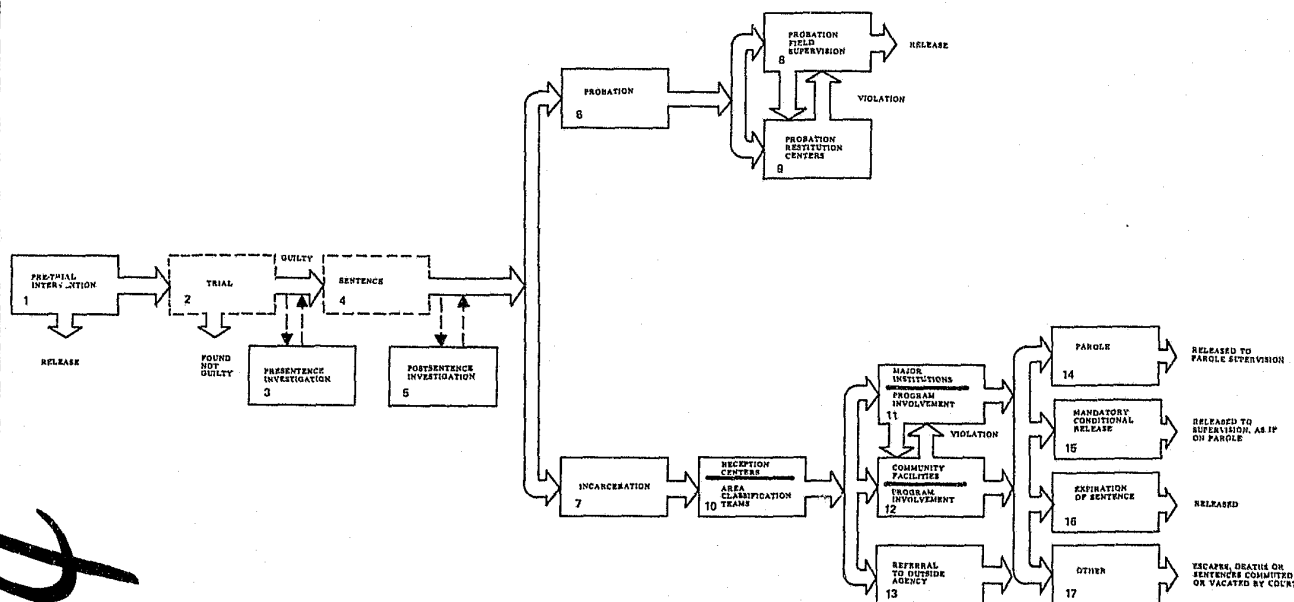 PRE-TRIAL
INTERVENTION
1
RELEASE
TRIAL
2
FOUND
NOT
GUILTY
GUILTY
PRESENTENCE
INVESTIGATION
3
SENTENCE
4
POSTSENTENCE
INVESTIGATION
5
PROBATION
6
PROBATION
FIELD
SUPERVISION
8
RELEASE
VIOLATION
PROBATION
RESTITUTION
CENTERS
9
INCARCERATION
7
RECEPTION
CENTERS
AREA
CLASSIFICATION
TEAMS
10
MAJOR
INSTITUTIONS
PROGRAM
INVOLVEMENT
11
VIOLATION
COMMUNITY
FACILITIES
PROGRAM
INVOLVEMENT
12
REFERRAL
TO OUTSIDE
AGENCY
13
PAROLE
14
RELEASED TO
PAROLE SUPERVISION
MANDATORY
CONDITIONAL
RELEASE
15
RELEASED TO
SUPERVISION, AS IF
ON PAROLE
EXPIRATION
OF SENTENCE
16
RELEASED
OTHER
17
ESCAPES, DEATHS OR
SENTENCES COMMUTED
OR VACATED BY COURT